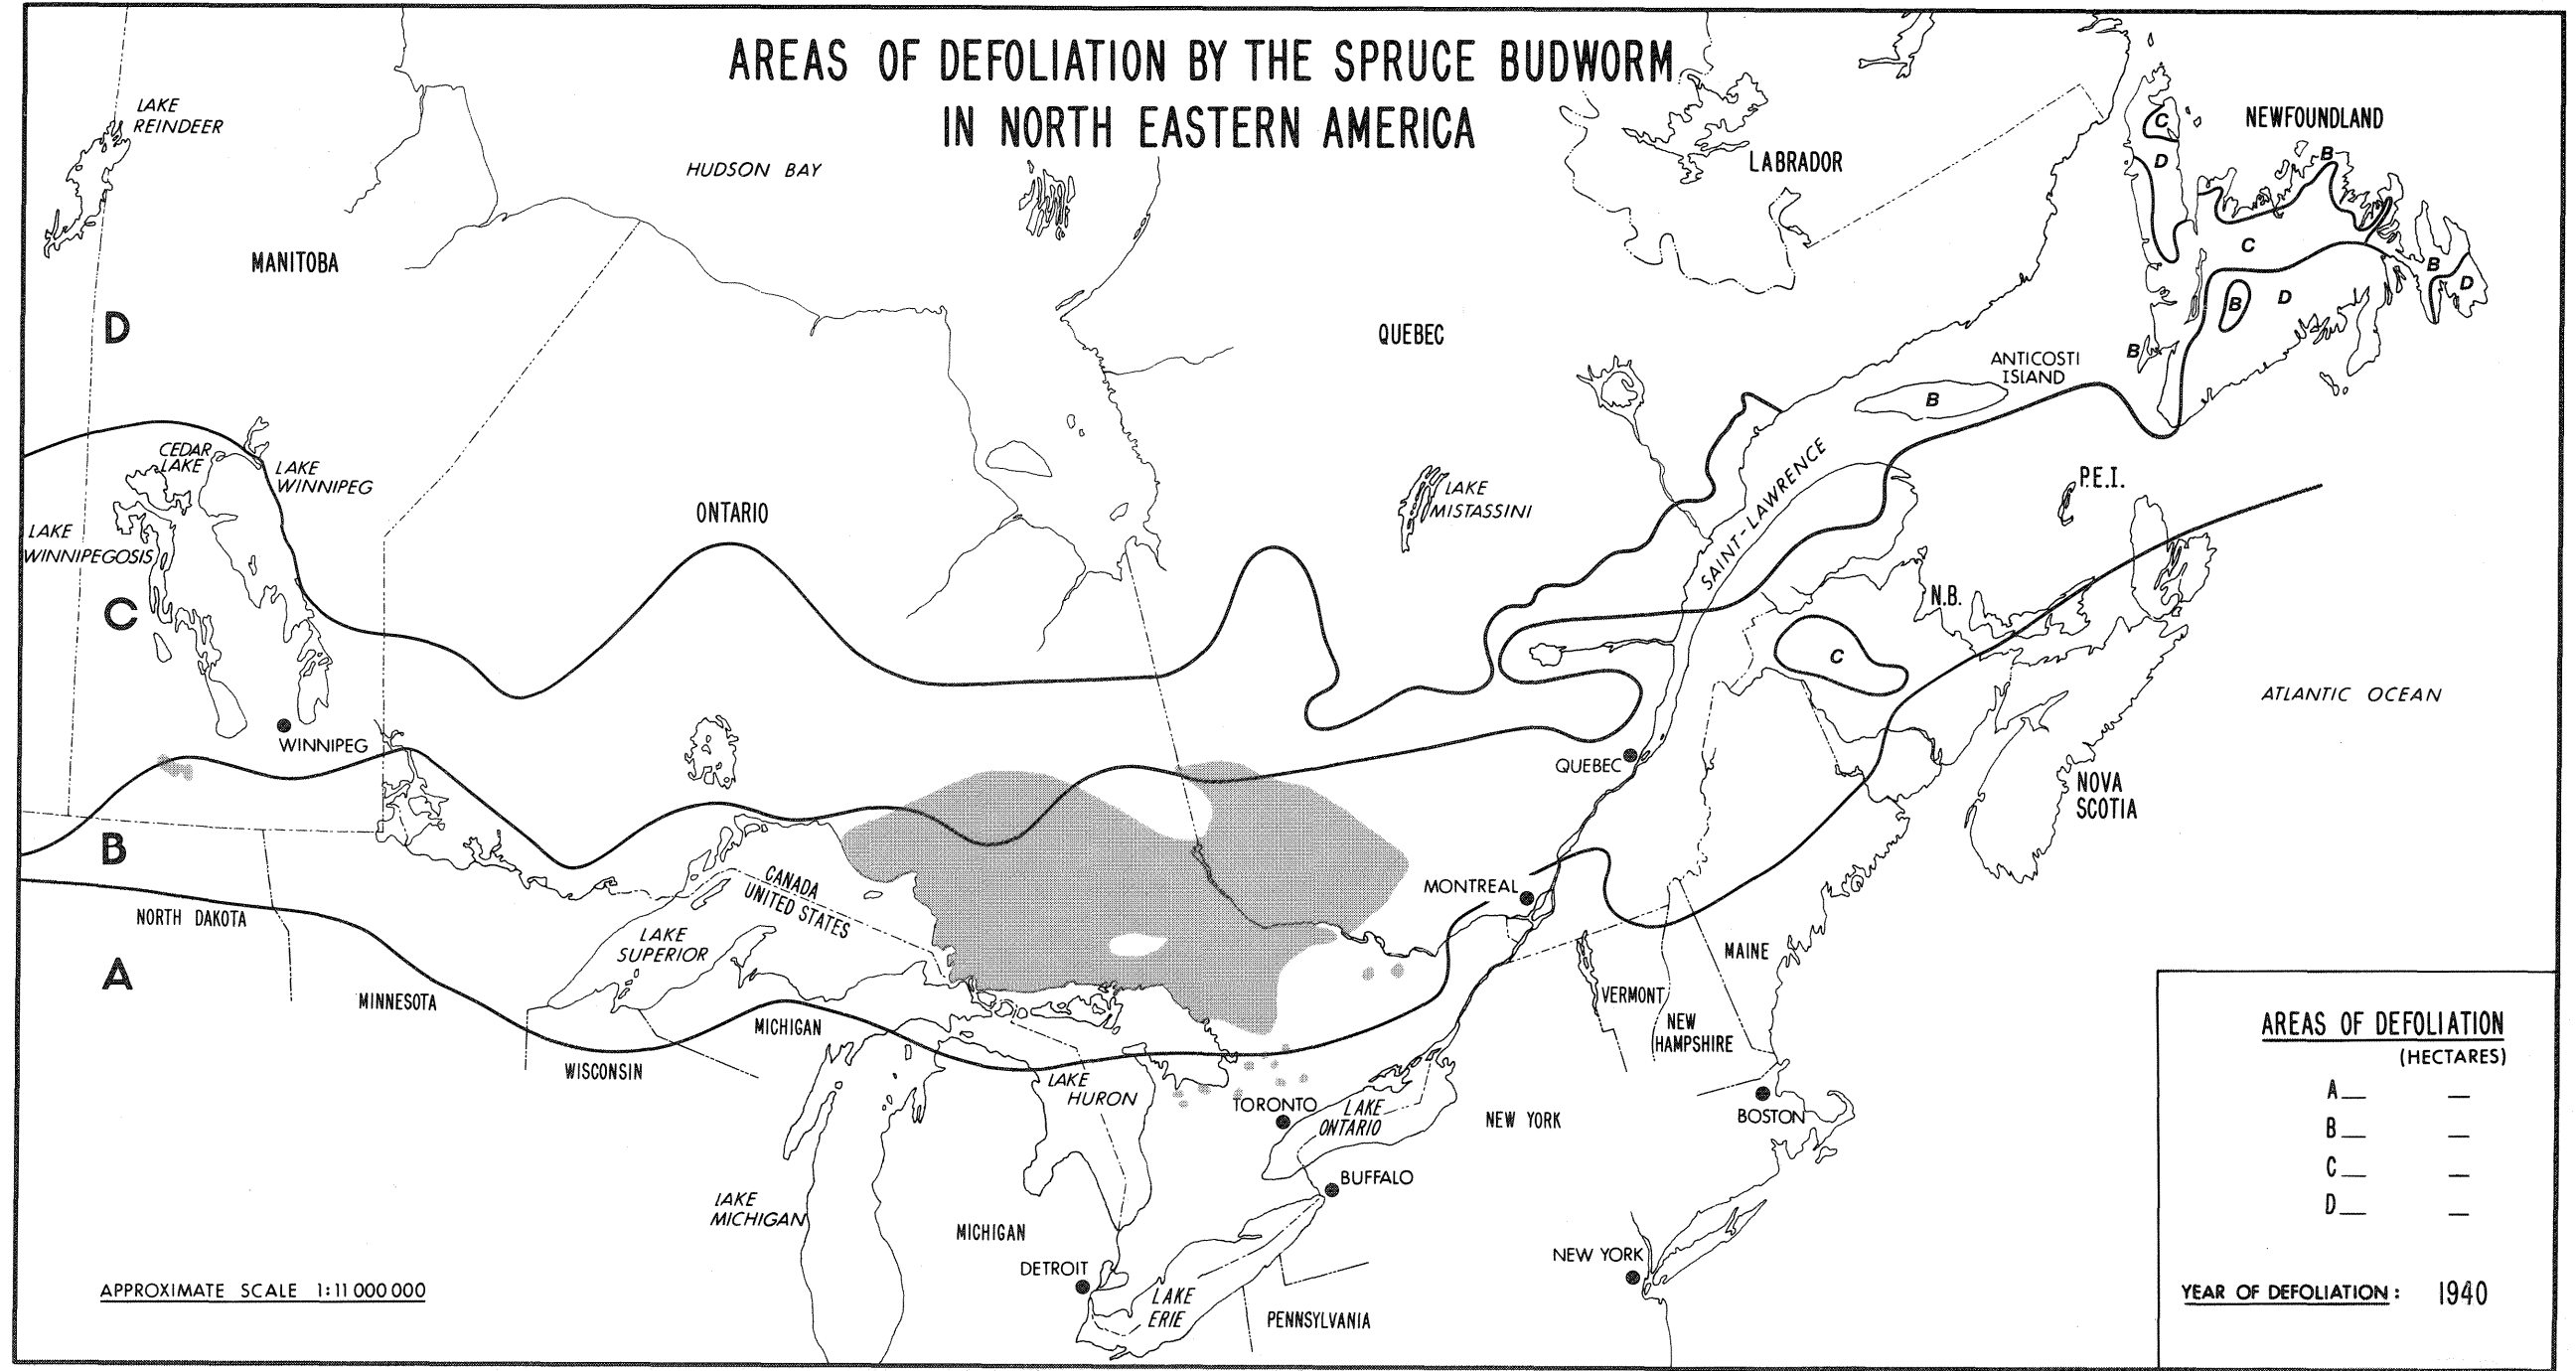 AREAS OF DEFOLIATION BY THE SPRUCE BUDWORM
IN NORTH EASTERN AMERICA
LAKE
REINDEER
HUDSON BAY
MANITOBA
LABRADOR
NEWFOUNDLAND
C
D
B
C
B
D
B
D
B
D
QUEBEC
ANTICOSTI
ISLAND
B
CEDAR
LAKE
LAKE
WINNIPEG
LAKE
WINNIPEGOSIS
ONTARIO
LAKE
MISTASSINI
SAINT-LAWRENCE
P.E.I.
N.B.
C
C
ATLANTIC OCEAN
WINNIPEG
QUEBEC
NOVA
SCOTIA
B
CANADA
UNITED STATES
MONTREAL
NORTH DAKOTA
LAKE
SUPERIOR
A
MINNESOTA
MICHIGAN
WISCONSIN
MAINE
VERMONT
NEW
HAMPSHIRE
LAKE
HURON
TORONTO
LAKE
ONTARIO
NEW YORK
BOSTON
BUFFALO
LAKE
MICHIGAN
MICHIGAN
DETROIT
LAKE
ERIE
PENNSYLVANIA
NEW YORK
APPROXIMATE SCALE 1:11 000 000
AREAS OF DEFOLIATION
(HECTARES)
A__ _
B__ _
C__ _
D__ _
YEAR OF DEFOLIATION: 1940